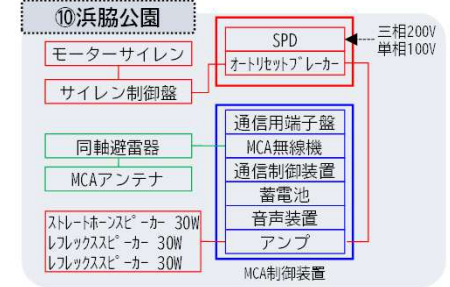 ⑩浜脇公園
モーターサイレン
サイレン制御盤
SPD
オートリセットブレーカー
三相200V
単相100V
同軸避雷器
MCAアンテナ
通信用端子盤
MCA無線機
通信制御装置
蓄電池
音声装置
アンプ
ストレートホーンスピーカー 30W
レフレックススピーカー 30W
レフレックススピーカー 30W
MCA制御装置